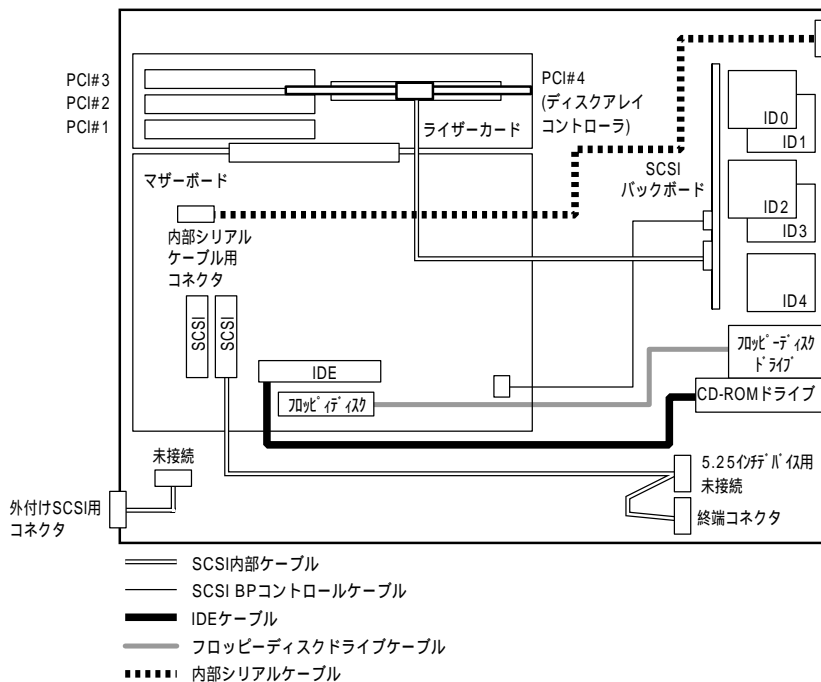 PCI#3
PCI#2
PCI#1
PCI#4
(ディスクアレイ
コントローラ)
ライザーカード
マザーボード
SCSI
バックボード
ID0
ID1
ID2
ID3
ID4
内部シリアル
ケーブル用
コネクタ
SCSI
SCSI
IDE
フロッピィディスク
フロッピーディスク
ドライブ
CD-ROMドライブ
未接続
外付けSCSI用
コネクタ
5.25インチデバイス用
未接続
終端コネクタ
SCSI内部ケーブル
SCSI BPコントロールケーブル
IDEケーブル
フロッピーディスクドライブケーブル
内部シリアルケーブル